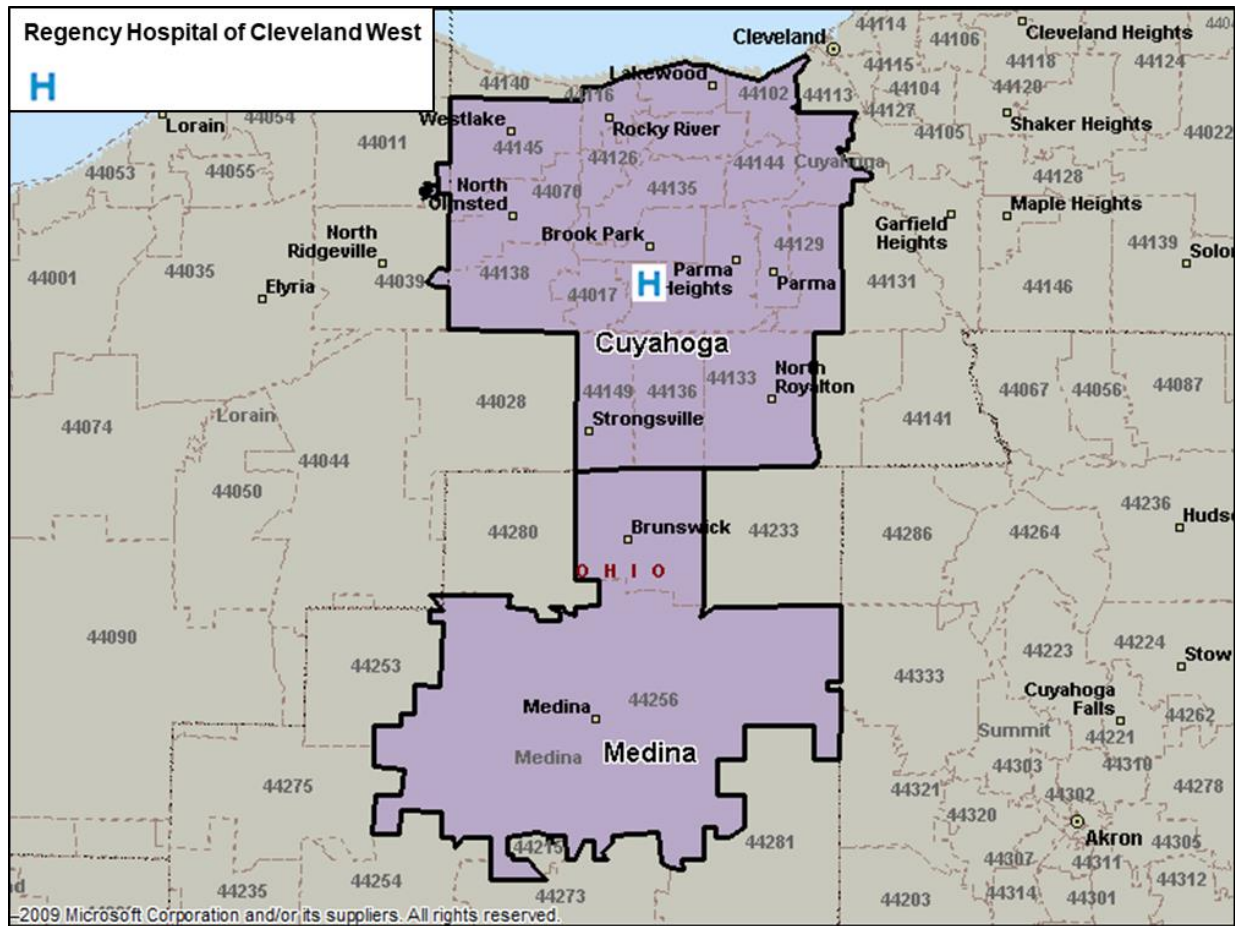 Regency Hospital of Cleveland West
H
Cleveland
44114
44106
Cleveland Heights
44140
44116
Lakewood
44102
44113
44115
44104
44118
44124
44120
44127
Lorain
44054
44011
Westlake
44145
Rocky River
44126
44144
Cuyahoga
44105
Shaker Heights
44022
44053
44055
North
Olmsted
44070
44135
44128
Maple Heights
North
Ridgeville
Brook Park
44129
Garfield
Heights
44139
44001
44035
Elyria
44039
44138
44017
H
Parma
Heights
Parma
44131
44146
Cuyahoga
44028
44149
44136
44133
North
Royalton
44067
44056
44087
Lorain
44074
Strongsville
44141
44044
44050
44280
Brunswick
44233
44286
44264
44236
OHIO
44090
44253
44256
44333
44223
44224
Stow
Medina
Cuyahoga
Falls
44262
Medina
Medina
Summit
44221
44275
44303
44310
44321
44302
44278
44320
Akron
44305
44215
44281
44307
44311
44312
44235
44254
44273
44203
44314
44301
2009 Microsoft Corporation and/or its suppliers. All rights reserved.